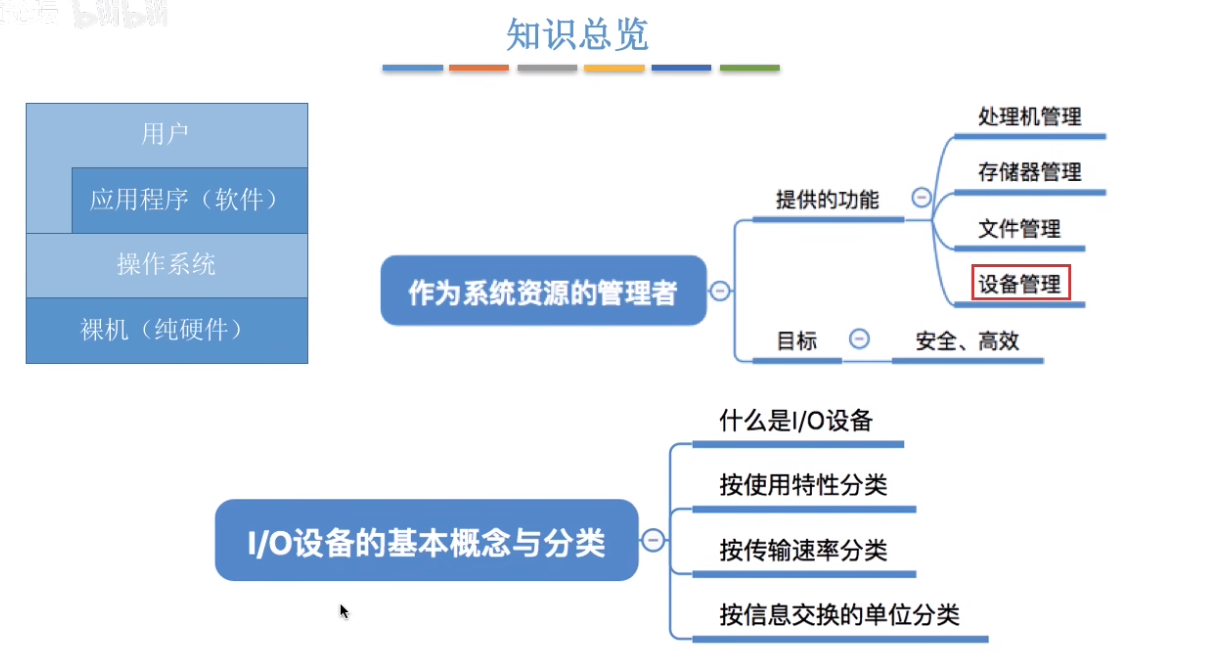 知识总览
用户
应用程序（软件）
操作系统
裸机（纯硬件）
作为系统资源的管理者
提供的功能
处理机管理
存储器管理
文件管理
设备管理
目标
安全、高效
I/O设备的基本概念与分类
什么是I/O设备
按使用特性分类
按传输速率分类
按信息交换的单位分类
bilibili